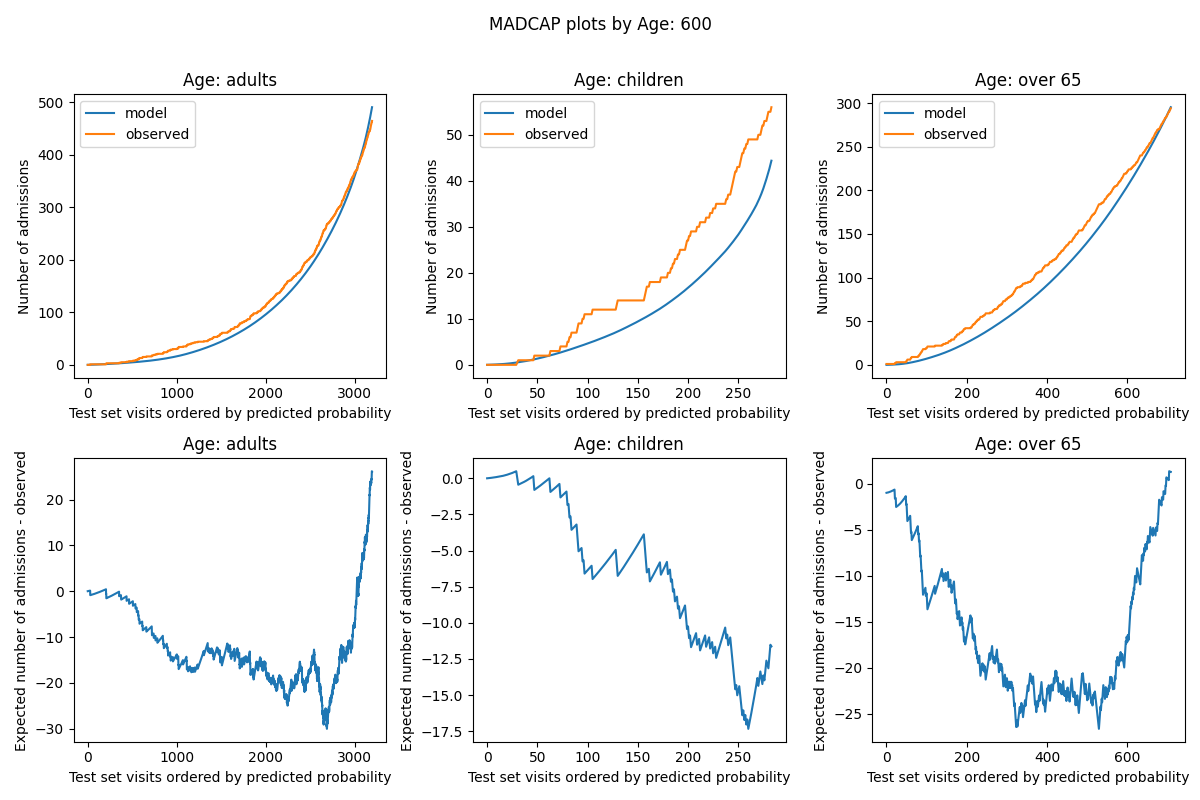 MADCAP plots by Age: 600
Age: adults
Number of admissions
500
400
300
200
100
0
model
observed
0 1000 2000 3000
Test set visits ordered by predicted probability
Age: children
Number of admissions
50
40
30
20
10
0
model
observed
0 50 100 150 200 250
Test set visits ordered by predicted probability
Age: over 65
Number of admissions
300
250
200
150
100
50
0
model
observed
0 200 400 600
Test set visits ordered by predicted probability
Age: adults
Expected number of admissions - observed
20
10
0
−10
−20
−30
0 1000 2000 3000
Test set visits ordered by predicted probability
Age: children
Expected number of admissions - observed
0.0
−2.5
−5.0
−7.5
−10.0
−12.5
−15.0
−17.5
0 50 100 150 200 250
Test set visits ordered by predicted probability
Age: over 65
Expected number of admissions - observed
0
−5
−10
−15
−20
−25
0 200 400 600
Test set visits ordered by predicted probability